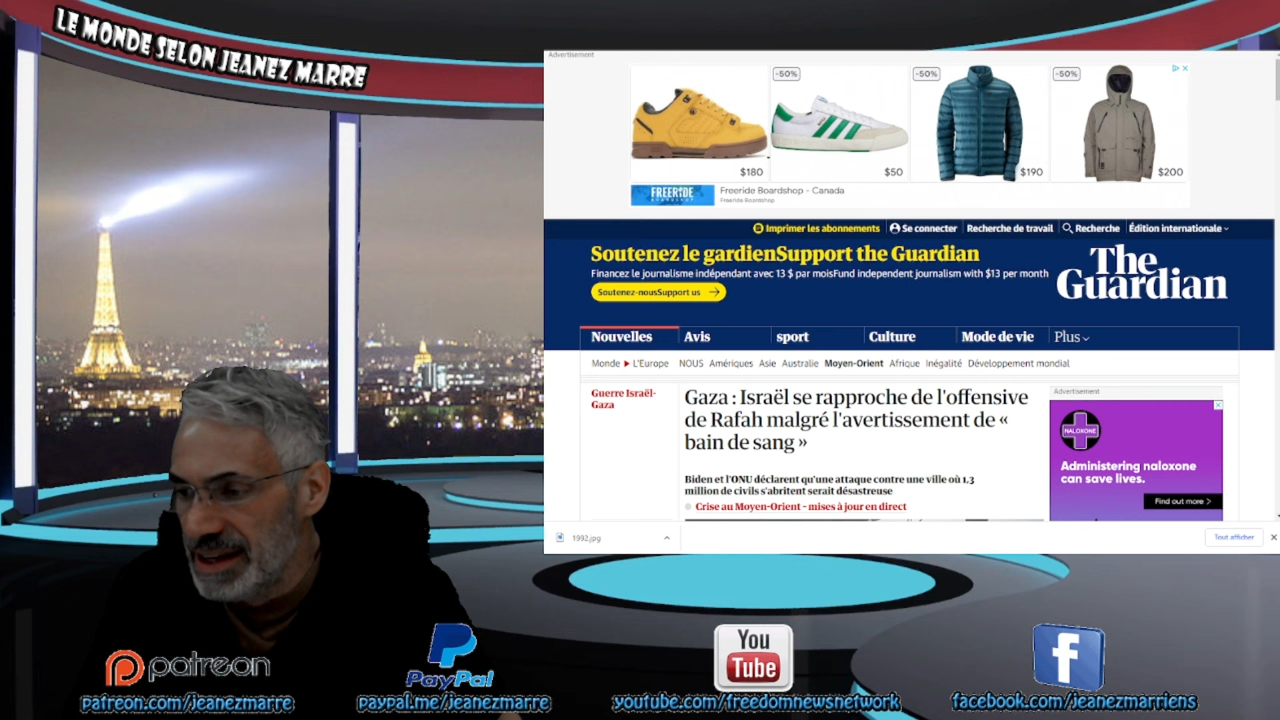 LE MONDE SELON JEANEZ MARRE
Advertisement
-50%
-50%
-50%
$180
$50
$190
$200
FREERIDE
BOARDSHOP
Freeride Boardshop - Canada
Freeride Boardshop
Imprimer les abonnements
Se connecter
Recherche de travail
Recherche
Édition internationale
Soutenez le gardienSupport the Guardian
Financez le journalisme indépendant avec 13 $ par moisFund independent journalism with $13 per month
Soutenez-nousSupport us
The
Guardian
Nouvelles
Avis
sport
Culture
Mode de vie
Plus
Monde
L'Europe
NOUS
Amériques
Asie
Australie
Moyen-Orient
Afrique
Inégalité
Développement mondial
Guerre Israël-
Gaza
Gaza : Israël se rapproche de l'offensive
de Rafah malgré l'avertissement de «
bain de sang »
Biden et l'ONU déclarent qu'une attaque contre une ville où 1.3
million de civils s'abritent serait désastreuse
Crise au Moyen-Orient - mises à jour en direct
Advertisement
NALOXONE
Administering naloxone
can save lives.
Find out more >
1992.jpg
Tout afficher
patreon
patreon.com/jeanezmarre
PayPal
paypal.me/jeanezmarre
You
Tube
youtube.com/freedomnewsnetwork
f
facebook.com/jeanezmarriens